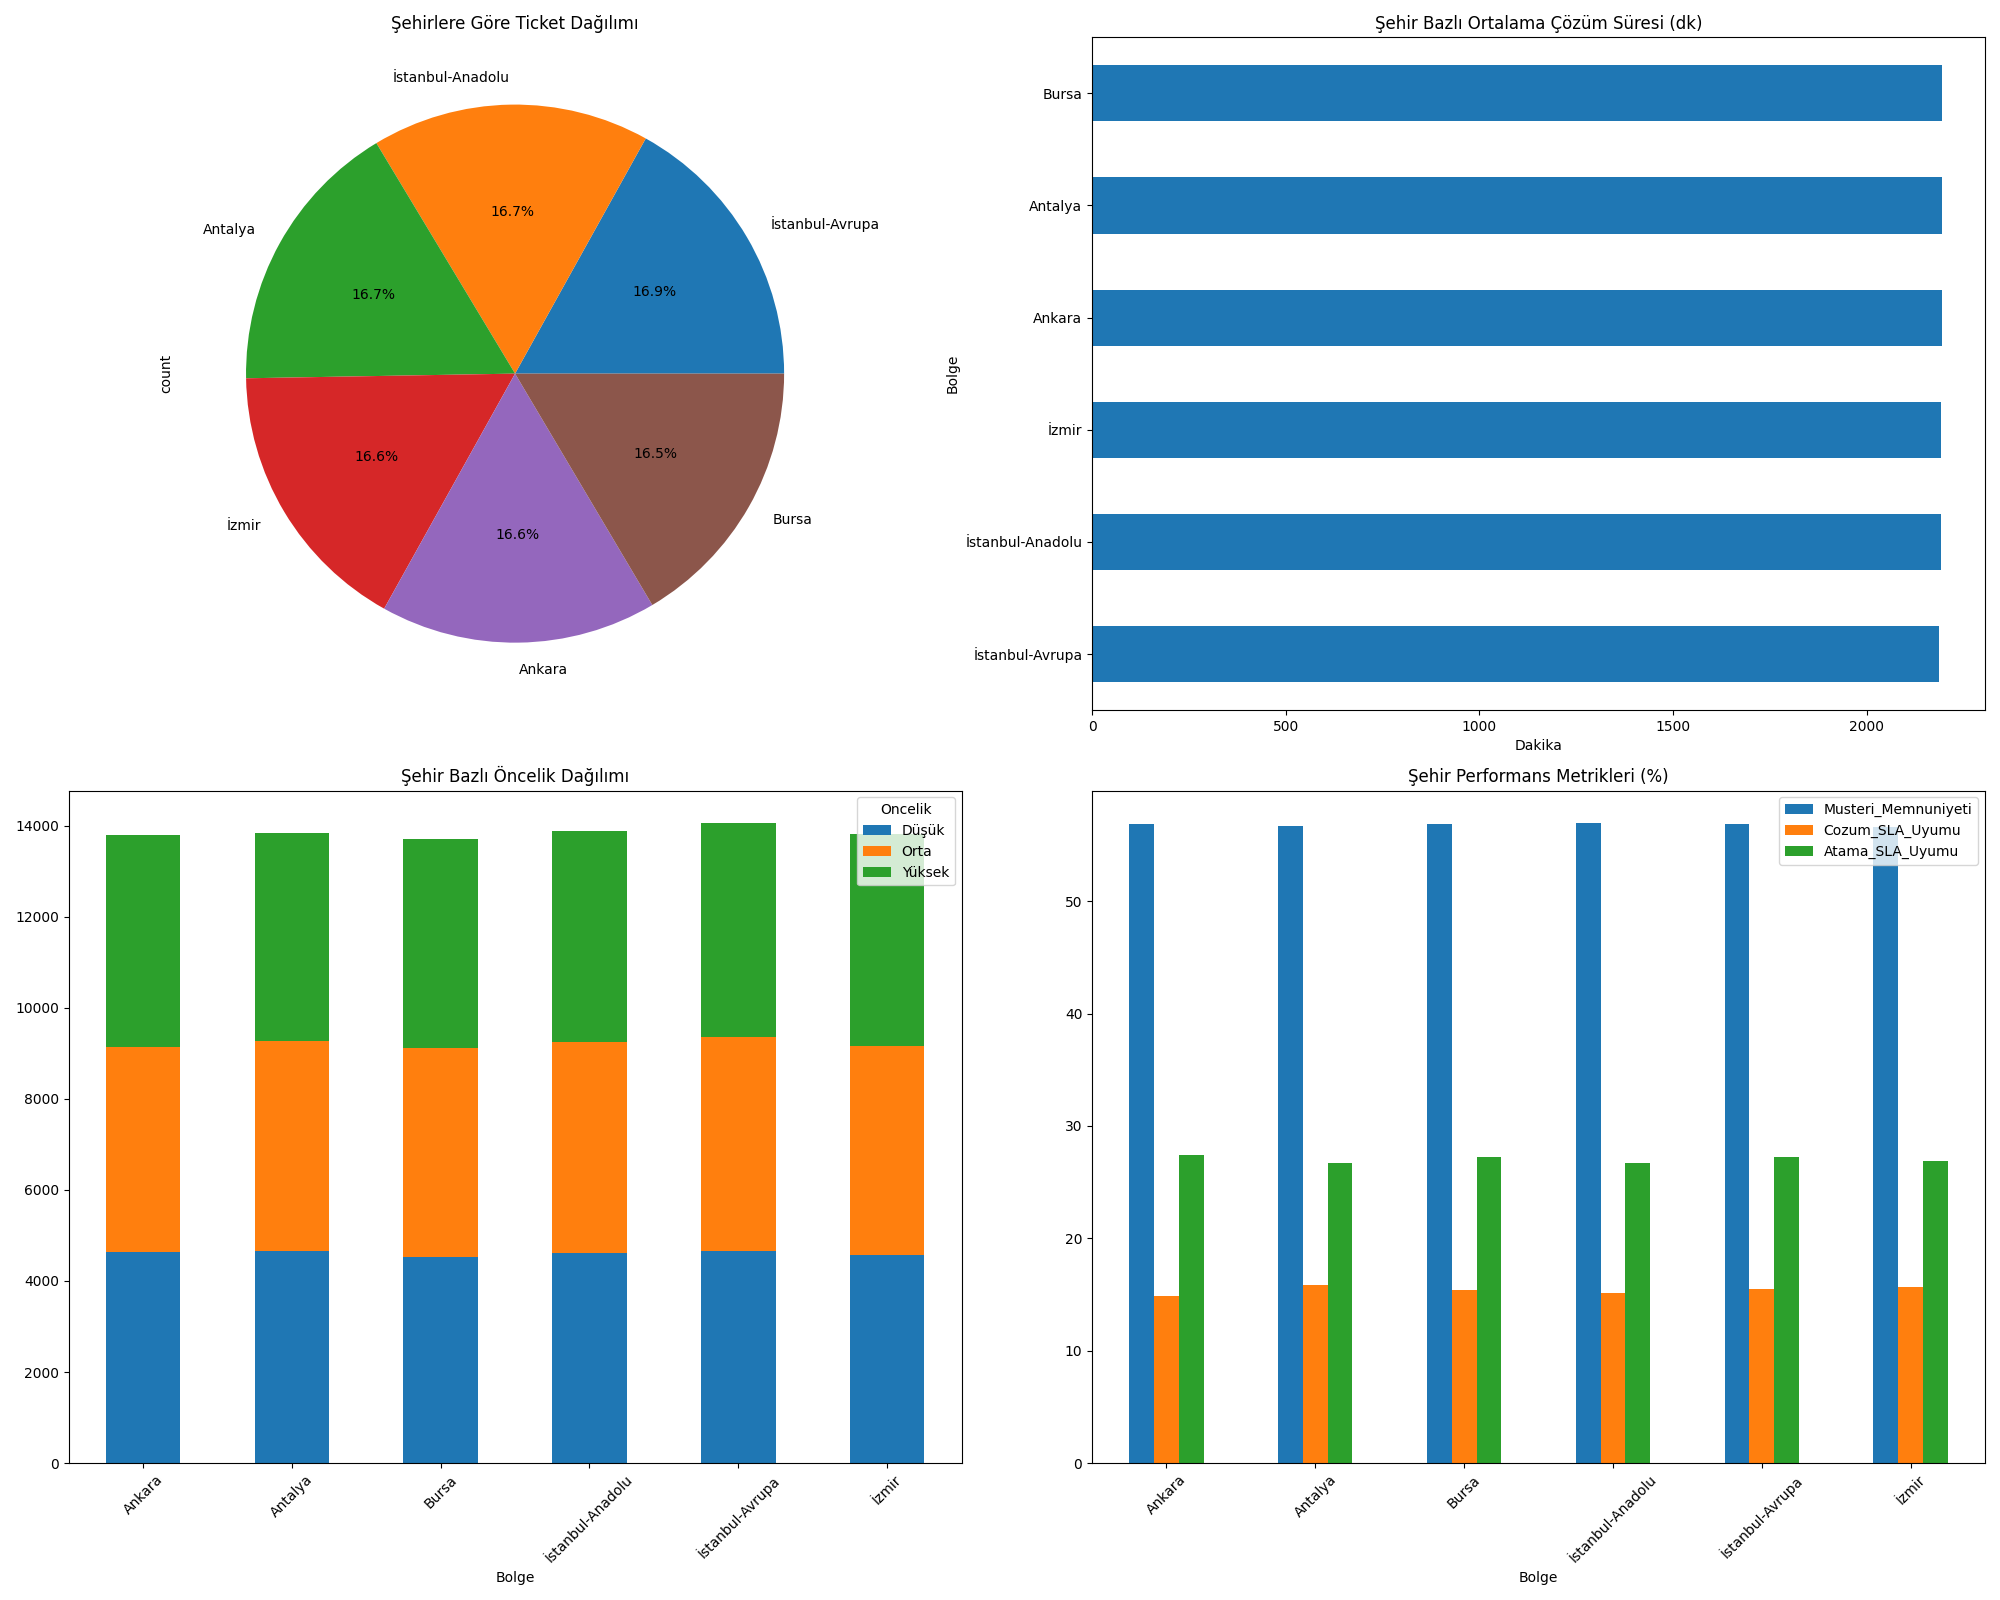 Şehirlere Göre Ticket Dağılımı
İstanbul-Anadolu
İstanbul-Avrupa
Antalya
İzmir
Ankara
Bursa
16.7%
16.9%
16.7%
16.6%
16.6%
16.5%
count
Şehir Bazlı Ortalama Çözüm Süresi (dk)
Bolge
Bursa
Antalya
Ankara
İzmir
İstanbul-Anadolu
İstanbul-Avrupa
0 500 1000 1500 2000
Dakika
Şehir Bazlı Öncelik Dağılımı
Oncelik
Düşük
Orta
Yüksek
14000
12000
10000
8000
6000
4000
2000
0
Ankara
Antalya
Bursa
İstanbul-Anadolu
İstanbul-Avrupa
İzmir
Bolge
Şehir Performans Metrikleri (%)
Musteri_Memnuniyeti
Cozum_SLA_Uyumu
Atama_SLA_Uyumu
50
40
30
20
10
0
Ankara
Antalya
Bursa
İstanbul-Anadolu
İstanbul-Avrupa
İzmir
Bolge